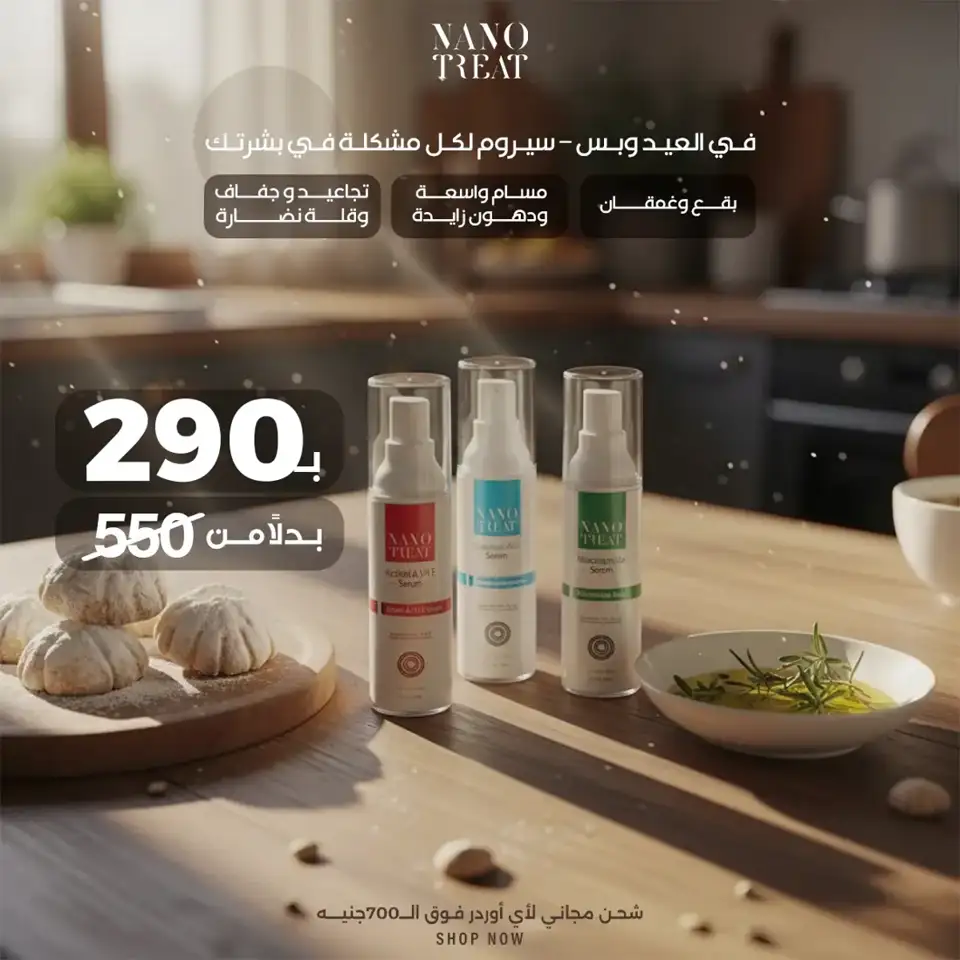 NANO
TREAT
في العيد وبس – سيروم لكل مشكلة في بشرتك
بقع وغمقان
مسام واسعة
ودهون زايدة
تجاعيد و جفاف
وقلة نضارة
بـ290
بدلًا من 550
NANO
TREAT
Serum
NANO
TREAT
Serum
NANO
TREAT
Serum
شحن مجاني لأي أوردر فوق الـ700جنيه
SHOP NOW